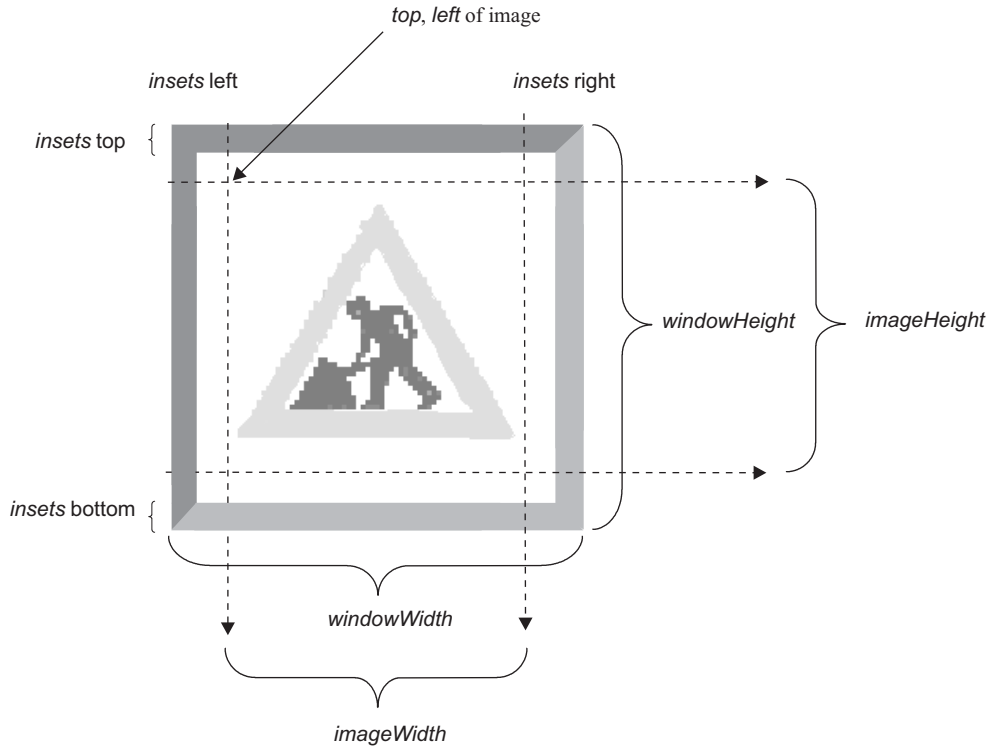 top, left of image
insets left
insets right
insets top
windowHeight
imageHeight
insets bottom
windowWidth
imageWidth